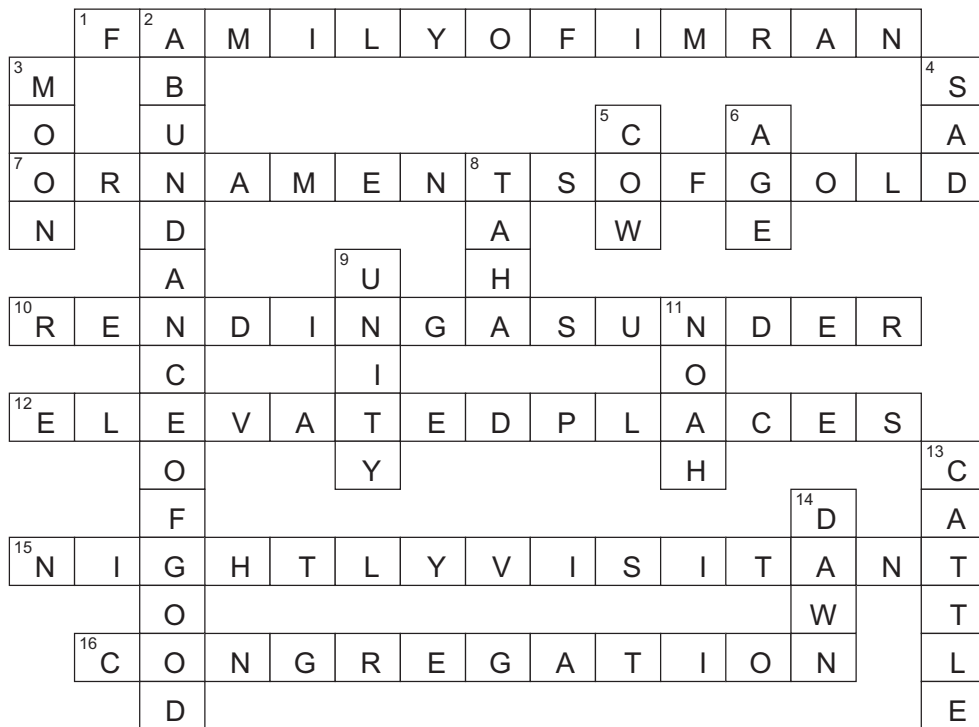 1 F 2 A M I L Y O F I M R A N
3 M B 4 S
O U 5 C 6 A A
7 O R N A M E N 8 T S O F G O L D
N D A W E
A 9 U H
10 R E N D I N G A S U 11 N D E R
C I O
12 E L E V A T E D P L A C E S
O Y H 13 C
F 14 D A
15 N I G H T L Y V I S I T A N T
O W T
16 C O N G R E G A T I O N L
D E